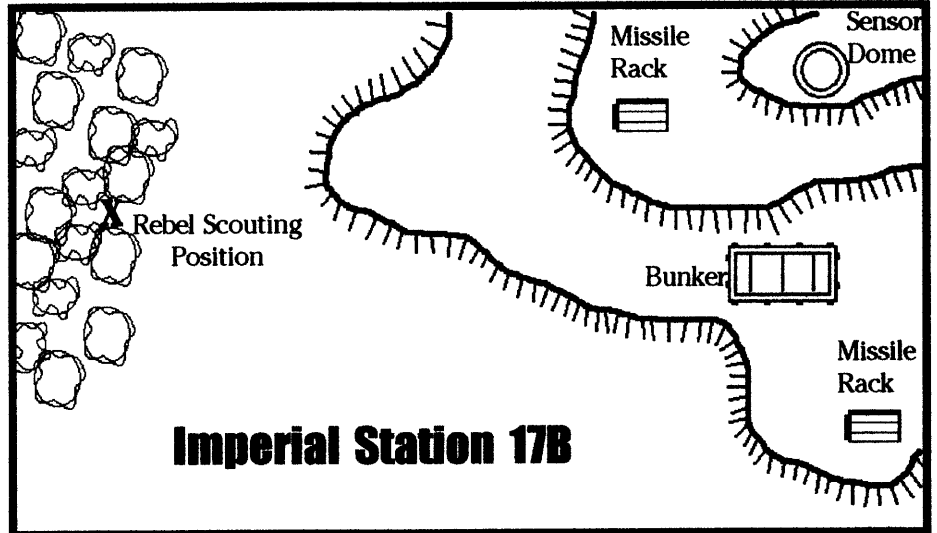 Sensor
Dome
Missile
Rack
X
Rebel Scouting
Position
Bunker
Missile
Rack
Imperial Station 17B